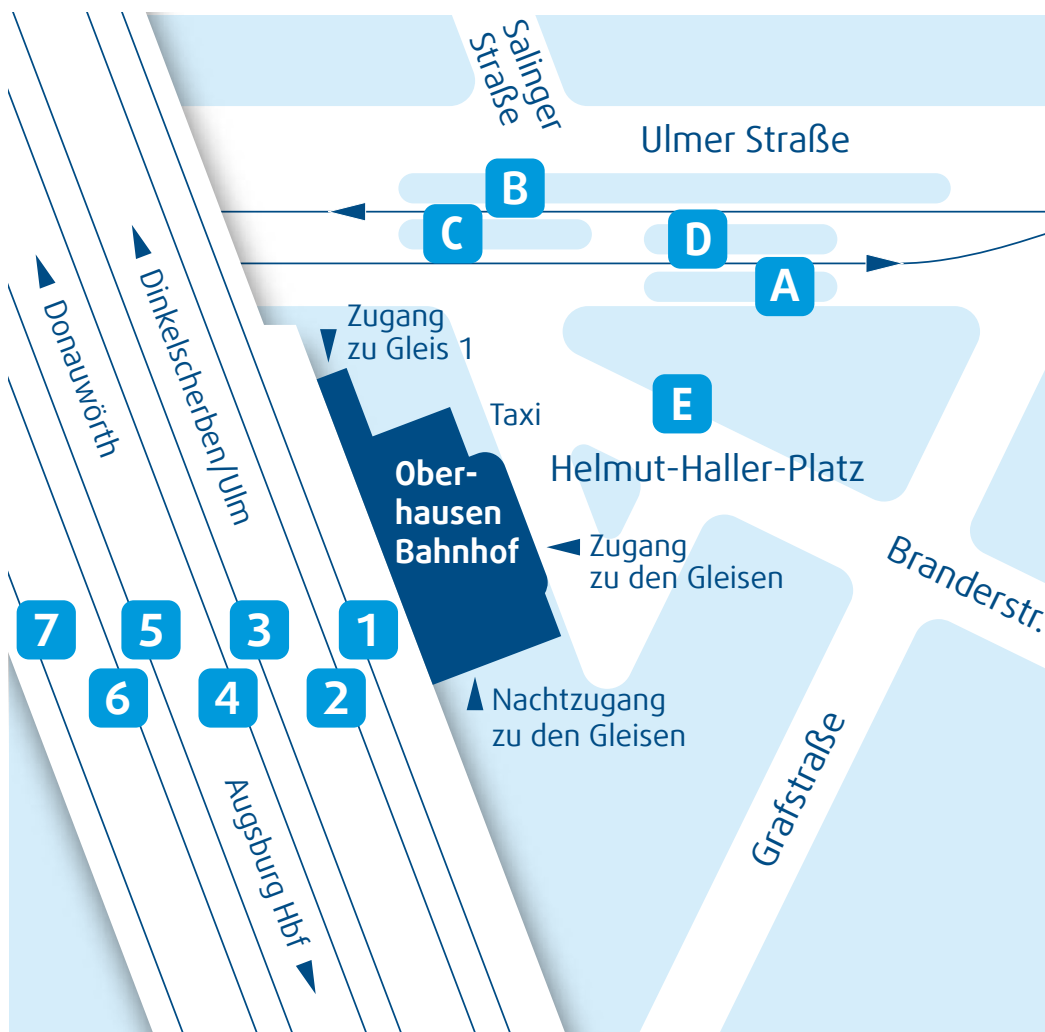 Salinger
Straße
Ulmer Straße
B
C
D
A
Zugang
zu Gleis 1
Donauwörth
Dinkelscherben/Ulm
Taxi
E
Helmut-Haller-Platz
Ober-
hausen
Bahnhof
Zugang
zu den Gleisen
Branderstr.
7
5
3
1
6
4
2
Nachtzugang
zu den Gleisen
Augsburg Hbf
Grafstraße